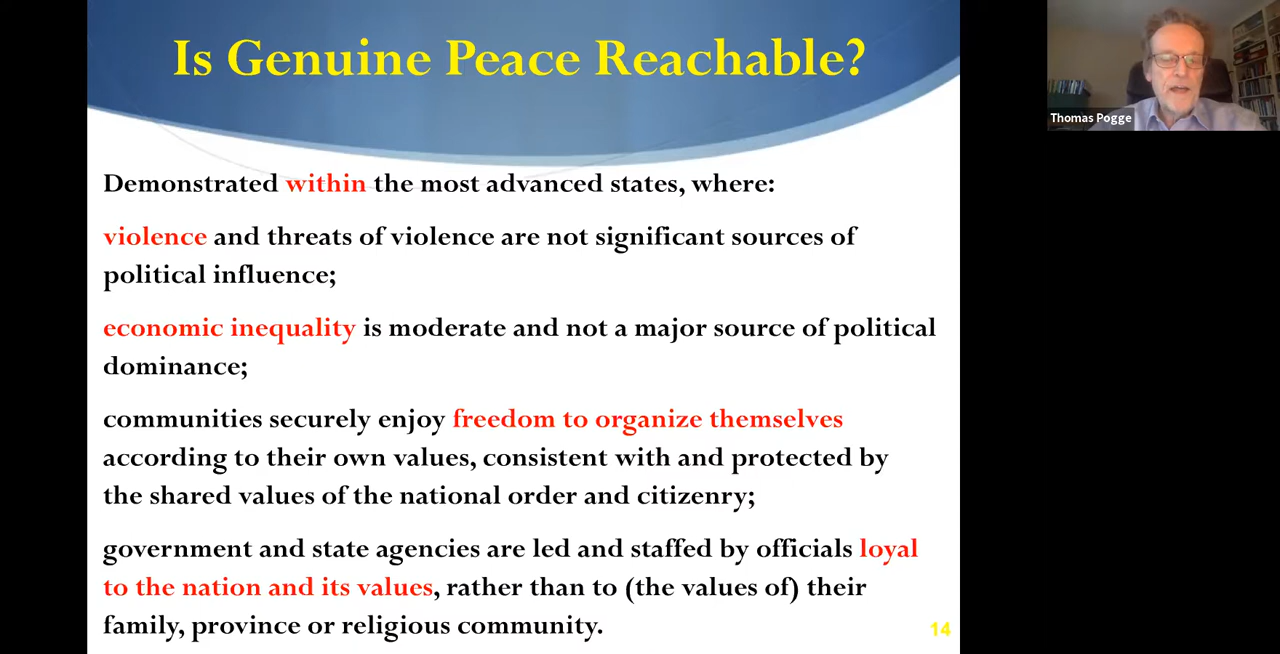 Is Genuine Peace Reachable?
Thomas Pogge
Demonstrated within the most advanced states, where:
violence and threats of violence are not significant sources of
political influence;
economic inequality is moderate and not a major source of political
dominance;
communities securely enjoy freedom to organize themselves
according to their own values, consistent with and protected by
the shared values of the national order and citizenry;
government and state agencies are led and staffed by officials loyal
to the nation and its values, rather than to (the values of) their
family, province or religious community.
14